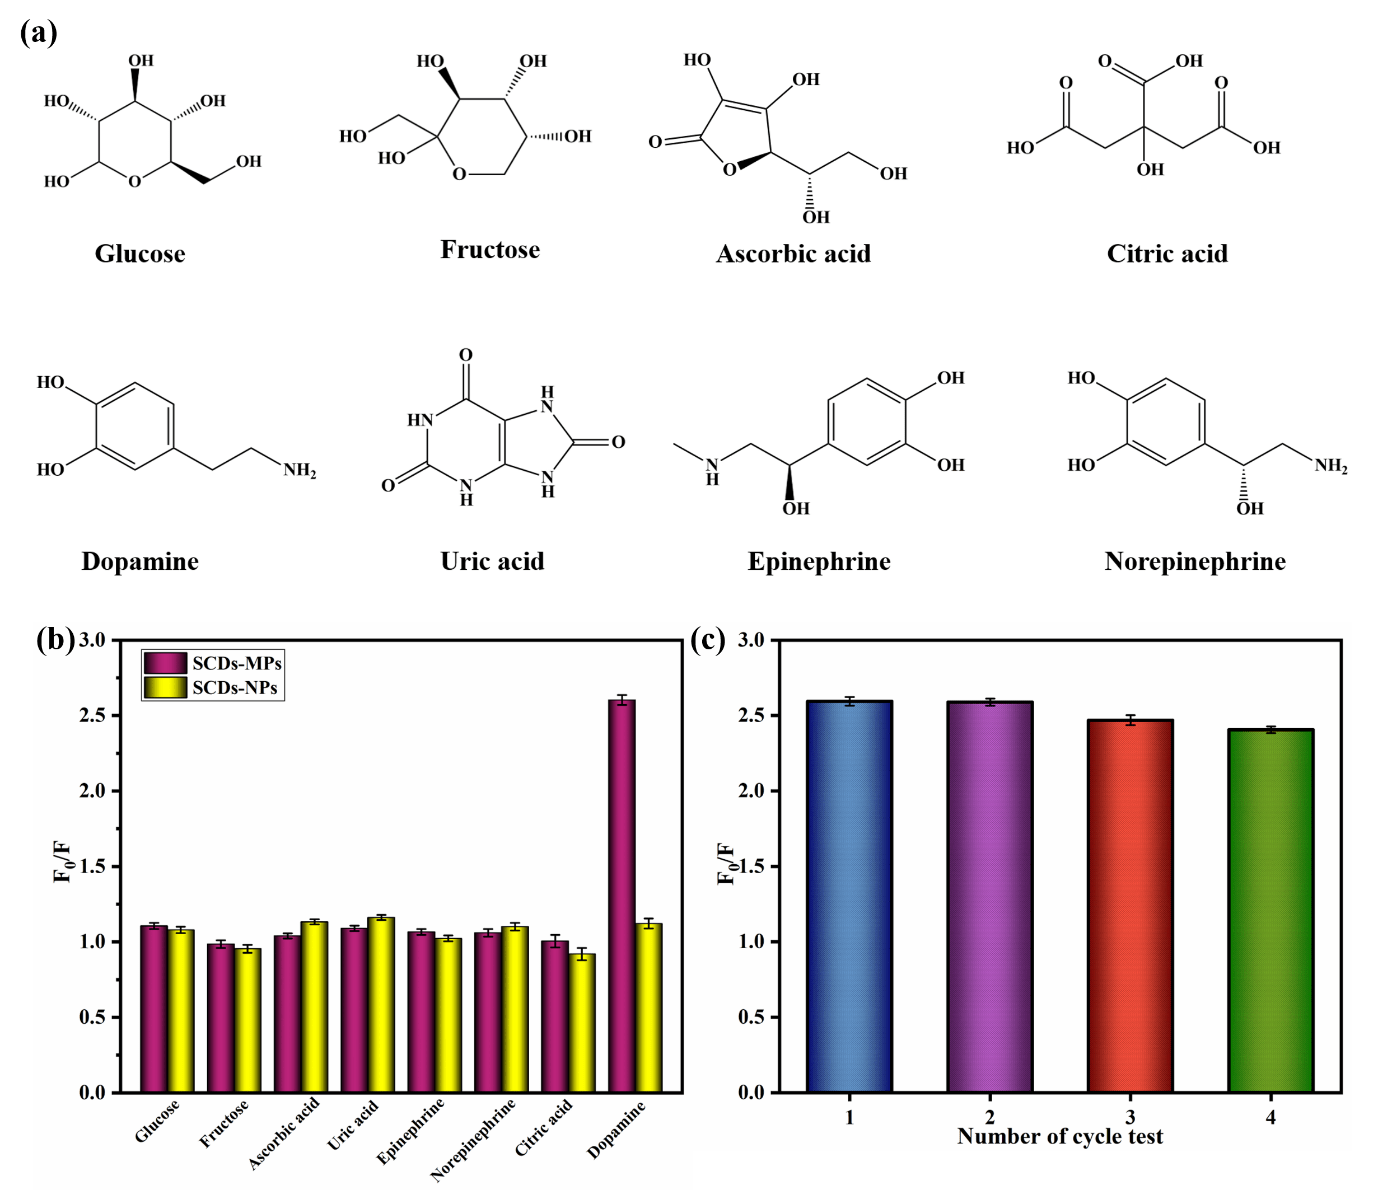 (a)
OH
HO
OH
HO
O
OH
Glucose
HO
OH
HO
HO
OH
O
Fructose
HO
OH
O
O
OH
OH
Ascorbic acid
O
OH
O
O
HO
OH
OH
Citric acid
HO
HO
NH2
Dopamine
O
HN
H
N
O
O
N
H
N
H
Uric acid
OH
OH
N
H
OH
Epinephrine
HO
HO
NH2
OH
Norepinephrine
(b)
3.0
2.5
2.0
1.5
1.0
0.5
0.0
F0/F
SCDs-MPs
SCDs-NPs
Glucose
Fructose
Ascorbic acid
Uric acid
Epinephrine
Norepinephrine
Citric acid
Dopamine
(c)
3.0
2.5
2.0
1.5
1.0
0.5
0.0
F0/F
1 2 3 4
Number of cycle test